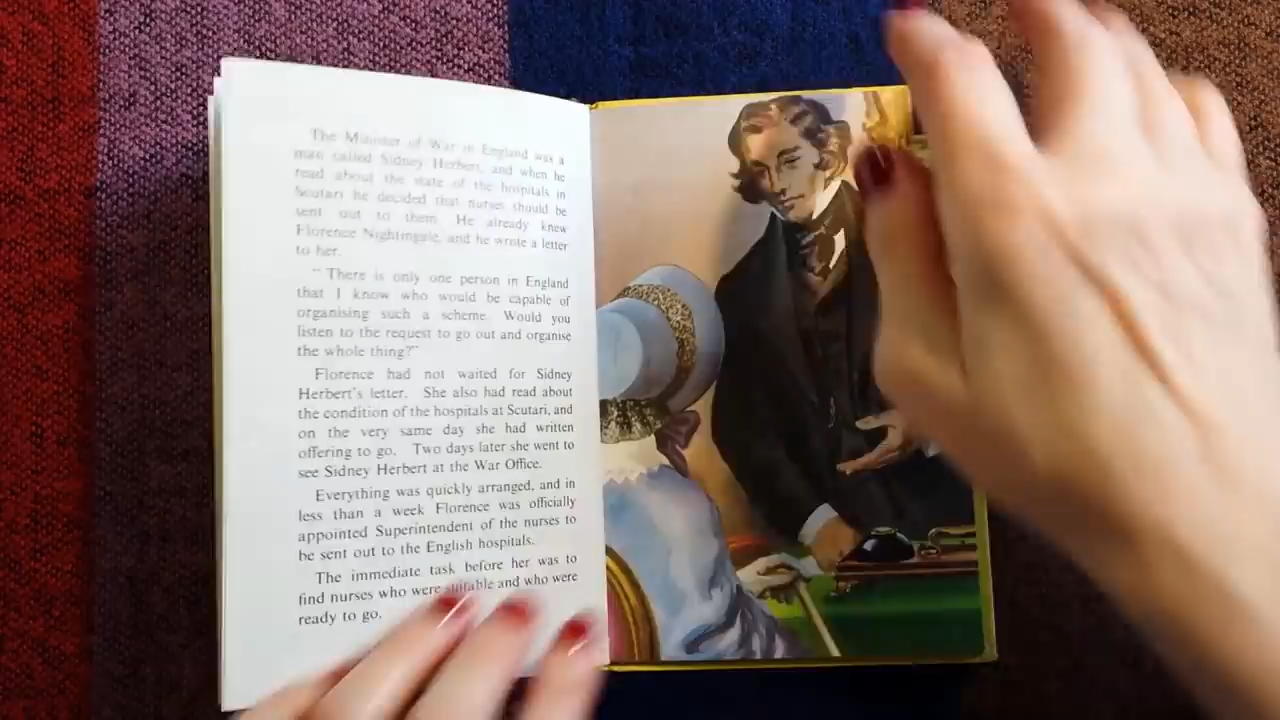 The Minister of War in England was a
man called Sidney Herbert, and when he
read about the state of the hospitals in
Scutari he decided that nurses should be
sent out to them. He already knew
Florence Nightingale, and he wrote a letter
to her.
"There is only one person in England
that I know who would be capable of
organising such a scheme. Would you
listen to the request to go out and organise
the whole thing?"
Florence had not waited for Sidney
Herbert's letter. She also had read about
the condition of the hospitals at Scutari, and
on the very same day she had written
offering to go. Two days later she went to
see Sidney Herbert at the War Office.
Everything was quickly arranged, and in
less than a week Florence was officially
appointed Superintendent of the nurses to
be sent out to the English hospitals.
The immediate task before her was to
find nurses who were suitable and who were
ready to go.